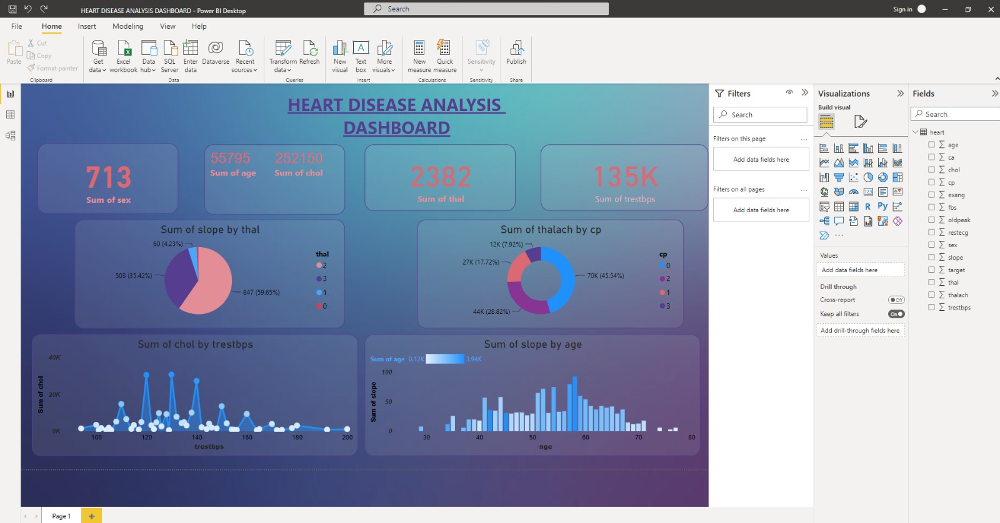 HEART DISEASE ANALYSIS DASHBOARD - Power BI Desktop
Search
Sign in
File Home Insert Modeling View Help
Paste
Cut
Copy
Format painter
Clipboard
Get data
Excel workbook
Data hub
SQL Server
Enter data
Dataverse
Recent sources
Data
Transform data
Refresh
Queries
New visual
Text box
More visuals
Insert
New measure
Quick measure
Calculations
Sensitivity
Sensitivity
Publish
Share
HEART DISEASE ANALYSIS
DASHBOARD
713
Sum of sex
55795 252150
Sum of age Sum of chol
2382
Sum of thal
135K
Sum of trestbps
Sum of slope by thal
60 (4.23%)
503 (35.42%)
847 (59.65%)
thal
2
3
1
0
Sum of thalach by cp
12K (7.92%)
27K (17.72%)
70K (45.54%)
44K (28.82%)
cp
0
2
1
3
Sum of chol by trestbps
Sum of chol
40K
20K
0K
100 120 140 160 180 200
trestbps
Sum of slope by age
Sum of age 0.12K 3.94K
Sum of slope
100
50
0
30 40 50 60 70 80
age
Filters
Search
Filters on this page ...
Add data fields here
Filters on all pages ...
Add data fields here
Visualizations
Build visual
123
R
Py
...
Values
Add data fields here
Drill through
Cross-report Off
Keep all filters On
Add drill-through fields here
Fields
Search
heart
age
ca
chol
cp
exang
fbs
oldpeak
restecg
sex
slope
target
thal
thalach
trestbps
Page 1